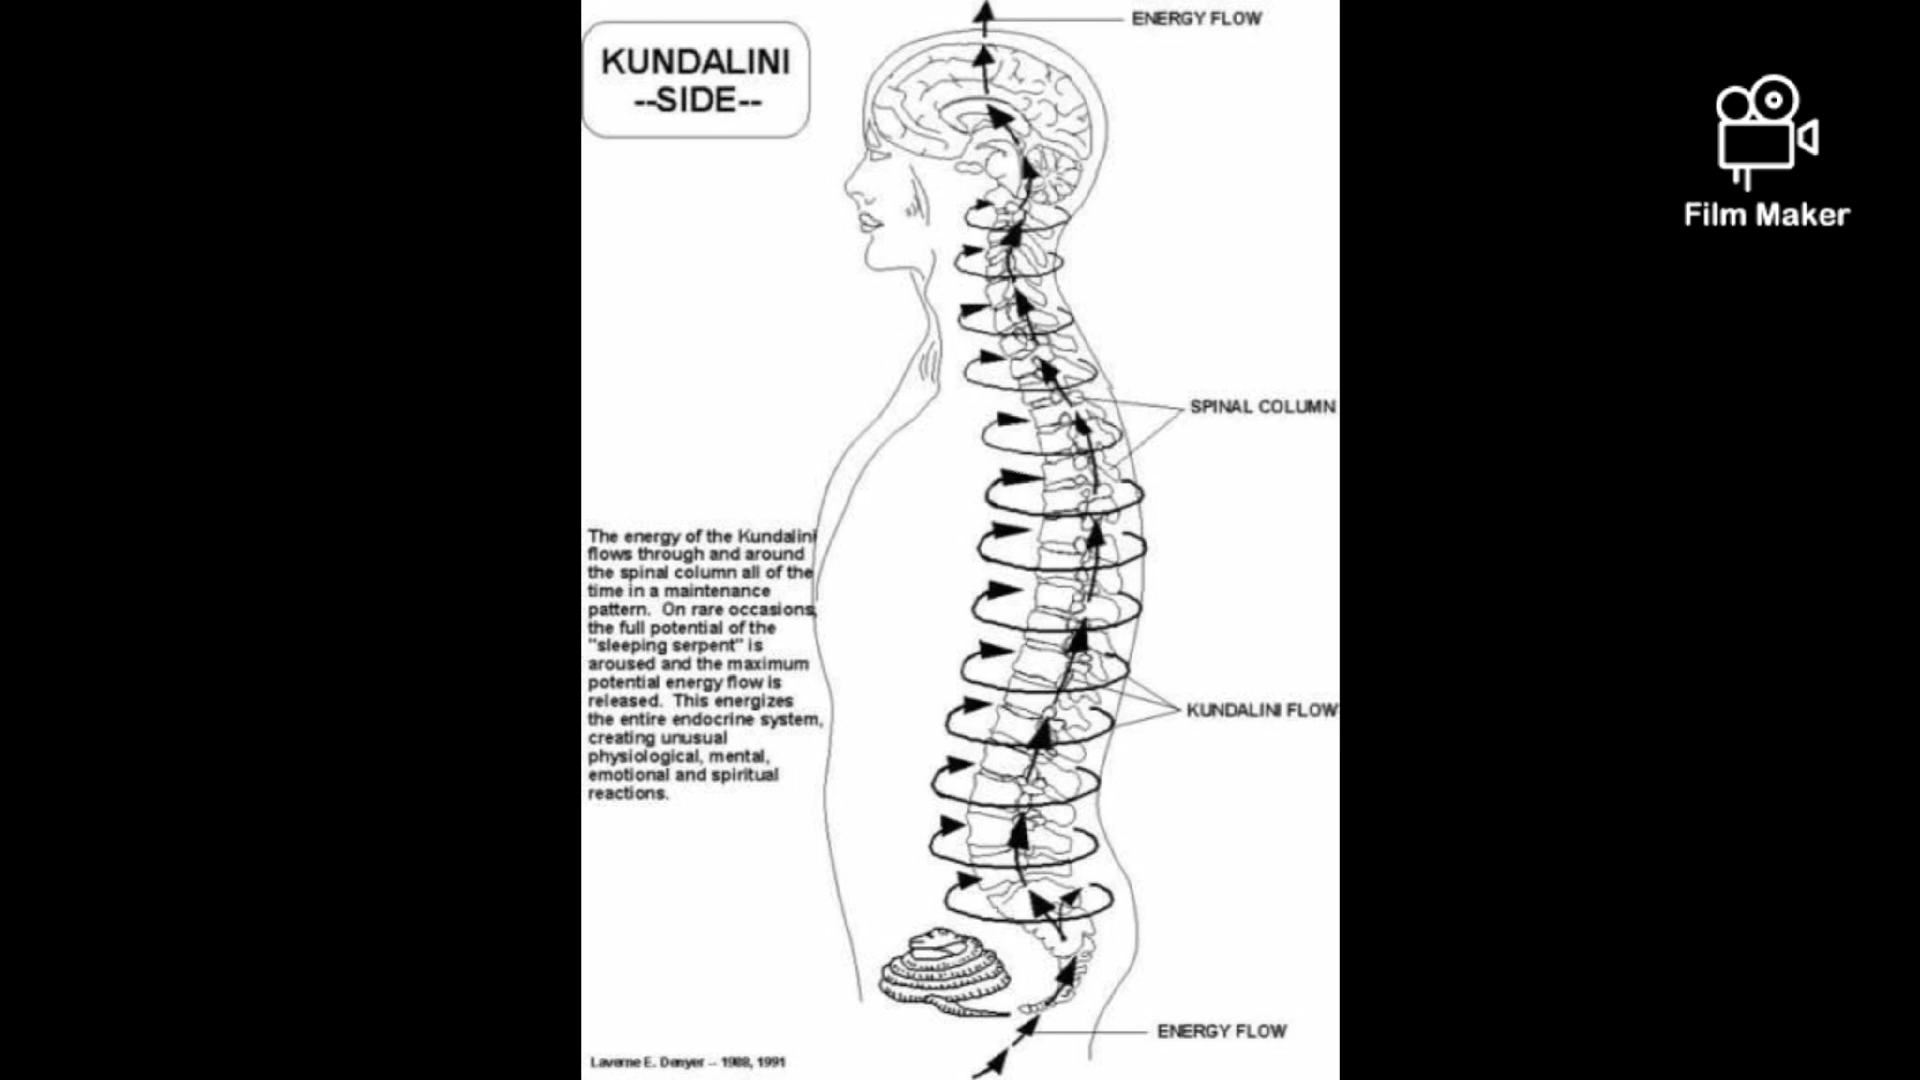 ENERGY FLOW
KUNDALINI
--SIDE--
Film Maker
SPINAL COLUMN
The energy of the Kundalini
flows through and around
the spinal column all of the
time in a maintenance
pattern. On rare occasions,
the full potential of the
"sleeping serpent" is
aroused and the maximum
potential energy flow is
released. This energizes
the entire endocrine system,
creating unusual
physiological, mental,
emotional and spiritual
reactions.
KUNDALINI FLOW
ENERGY FLOW
Laverne E. Denyer -- 1988, 1991